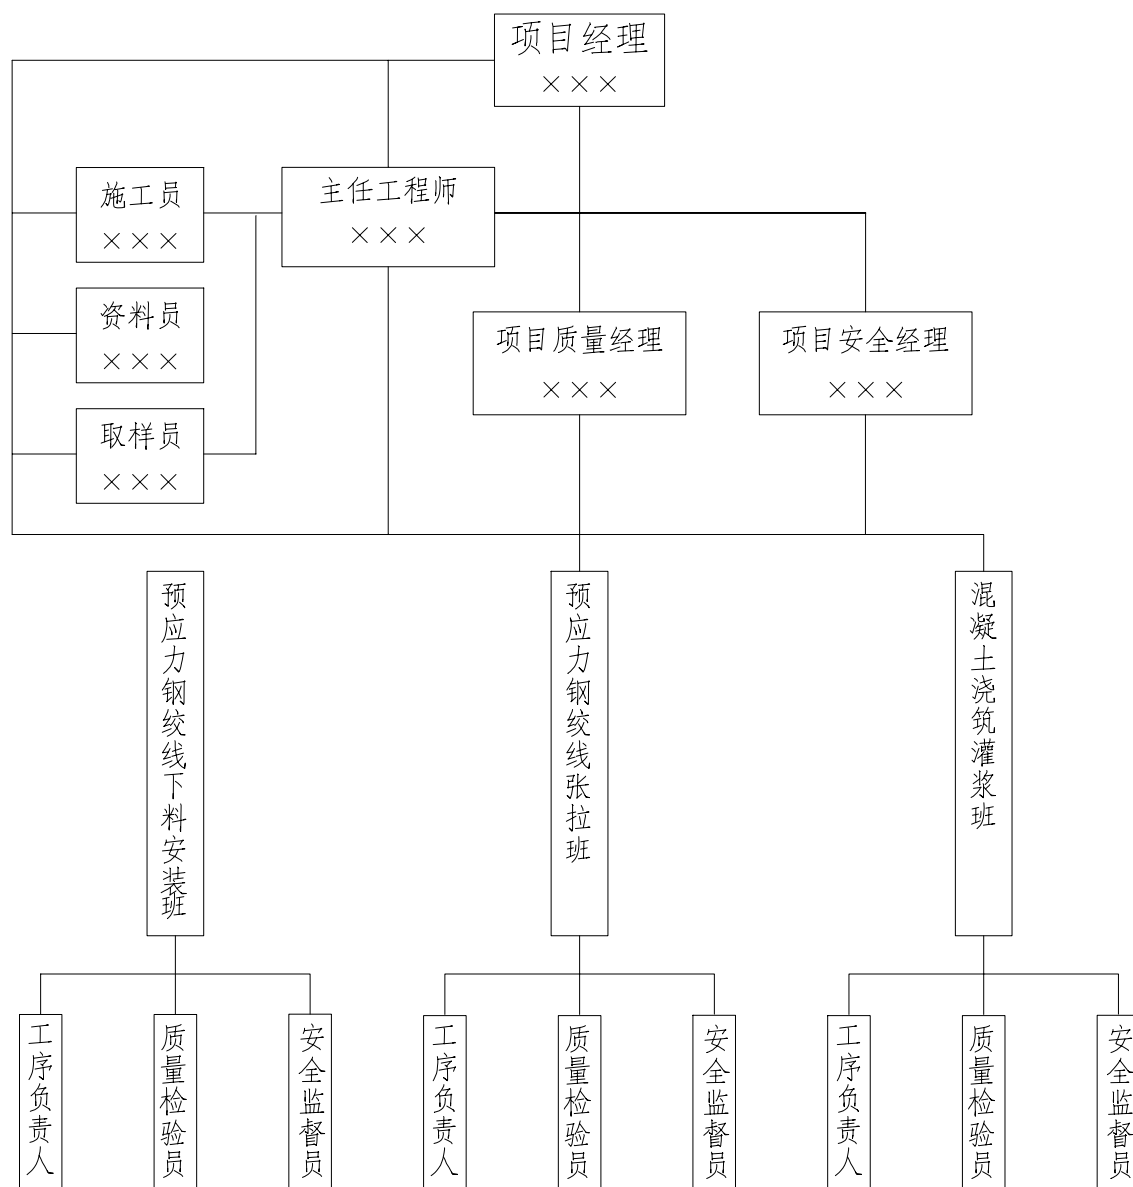 项目经理
×××
施工员
×××
主任工程师
×××
资料员
×××
项目质量经理
×××
项目安全经理
×××
取样员
×××
预应力钢绞线下料安装班
预应力钢绞线张拉班
混凝土浇筑灌浆班
工序负责人
质量检验员
安全监督员
工序负责人
质量检验员
安全监督员
工序负责人
质量检验员
安全监督员